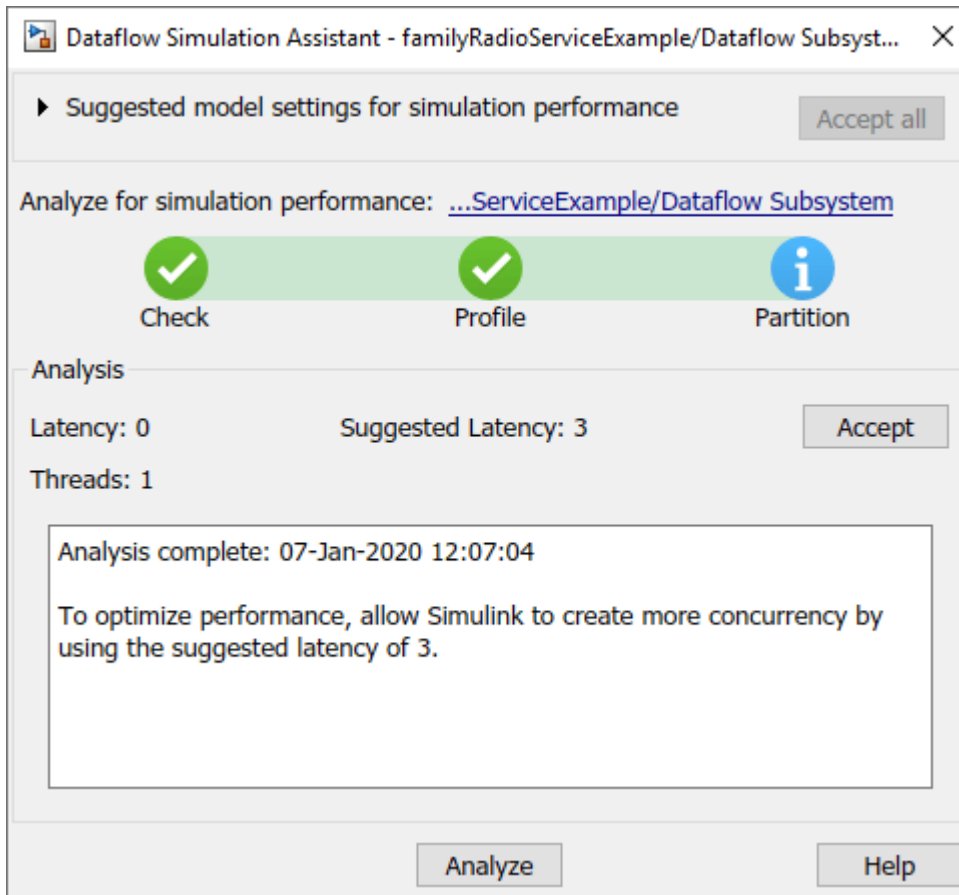 Dataflow Simulation Assistant - familyRadioServiceExample/Dataflow Subsyst...
Suggested model settings for simulation performance
Accept all
Analyze for simulation performance: ...ServiceExample/Dataflow Subsystem
Check Profile Partition
Analysis
Latency: 0 Suggested Latency: 3 Accept
Threads: 1
Analysis complete: 07-Jan-2020 12:07:04
To optimize performance, allow Simulink to create more concurrency by
using the suggested latency of 3.
Analyze Help